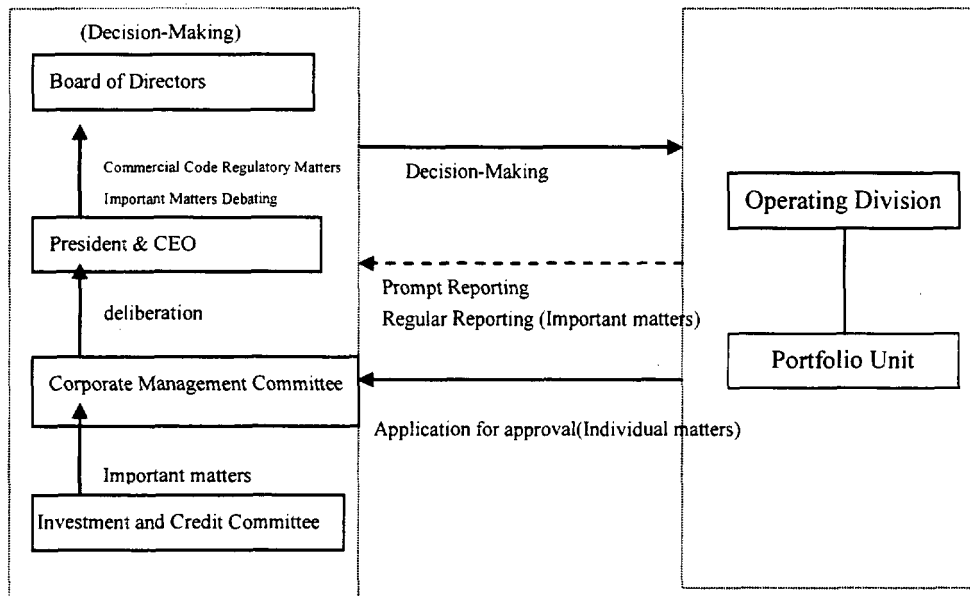 (Decision-Making)
Board of Directors
Commercial Code Regulatory Matters
Important Matters Debating
President & CEO
deliberation
Corporate Management Committee
Important matters
Investment and Credit Committee
Decision-Making
Prompt Reporting
Regular Reporting (Important matters)
Application for approval(Individual matters)
Operating Division
Portfolio Unit